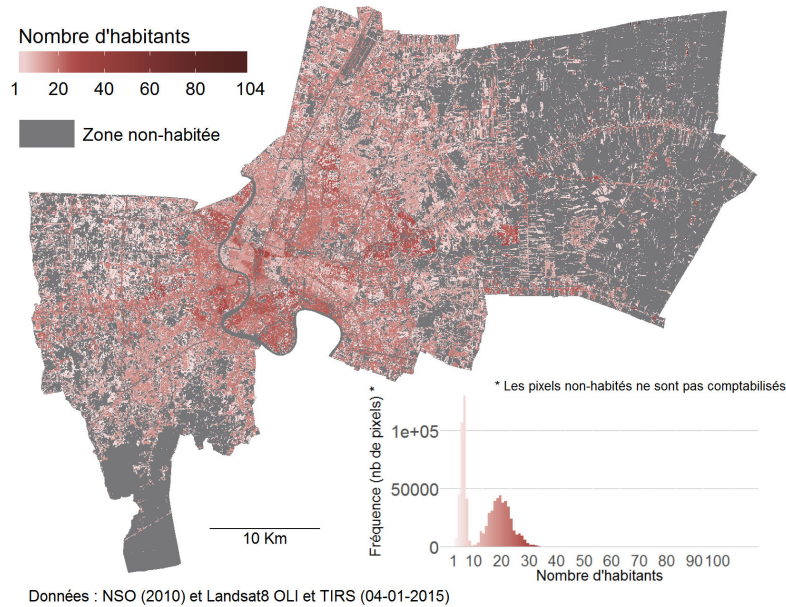 Nombre d'habitants
1 20 40 60 80 104
Zone non-habitée
* Les pixels non-habités ne sont pas comptabilisés
Fréquence (nb de pixels) *
1e+05
50000
0
1 10 20 30 40 50 60 70 80 90 100
Nombre d'habitants
10 Km
Données : NSO (2010) et Landsat8 OLI et TIRS (04-01-2015)